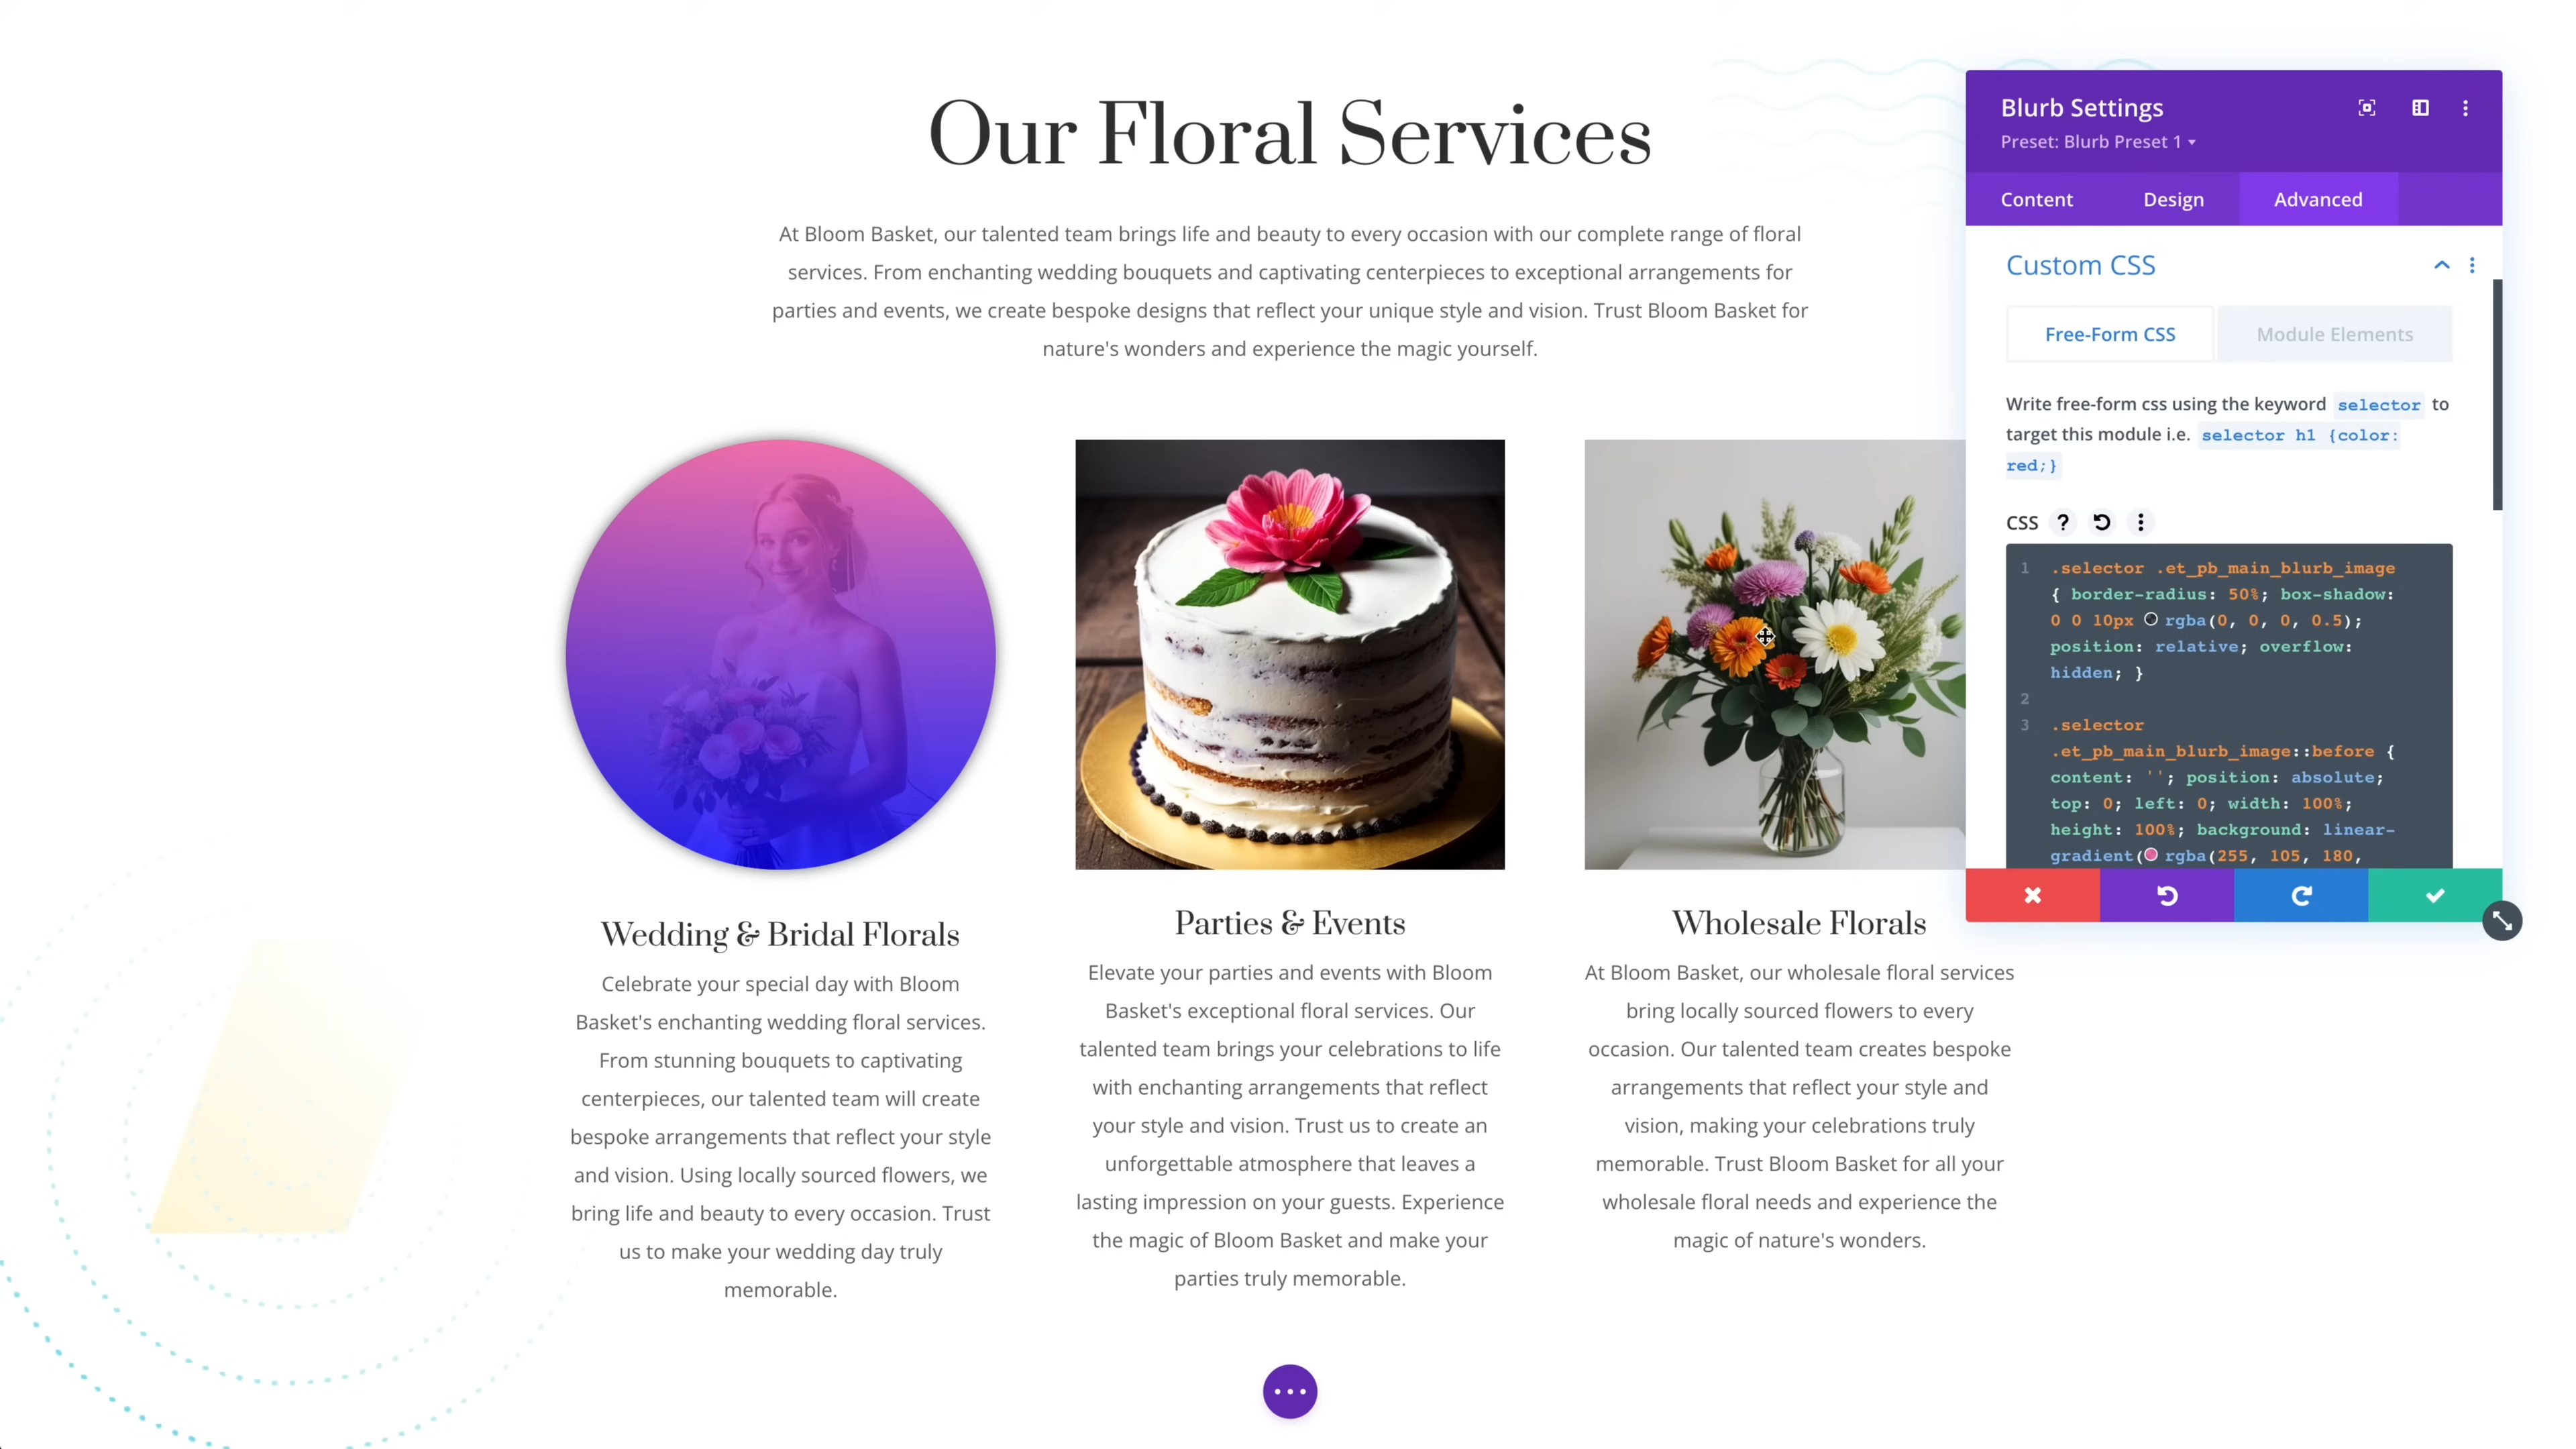 Our Floral Services
At Bloom Basket, our talented team brings life and beauty to every occasion with our complete range of floral
services. From enchanting wedding bouquets and captivating centerpieces to exceptional arrangements for
parties and events, we create bespoke designs that reflect your unique style and vision. Trust Bloom Basket for
nature's wonders and experience the magic yourself.
Wedding & Bridal Florals
Celebrate your special day with Bloom
Basket's enchanting wedding floral services.
From stunning bouquets to captivating
centerpieces, our talented team will create
bespoke arrangements that reflect your style
and vision. Using locally sourced flowers, we
bring life and beauty to every occasion. Trust
us to make your wedding day truly
memorable.
Parties & Events
Elevate your parties and events with Bloom
Basket's exceptional floral services. Our
talented team brings your celebrations to life
with enchanting arrangements that reflect
your style and vision. Trust us to create an
unforgettable atmosphere that leaves a
lasting impression on your guests. Experience
the magic of Bloom Basket and make your
parties truly memorable.
Wholesale Florals
At Bloom Basket, our wholesale floral services
bring locally sourced flowers to every
occasion. Our talented team creates bespoke
arrangements that reflect your style and
vision, making your celebrations truly
memorable. Trust Bloom Basket for all your
wholesale floral needs and experience the
magic of nature's wonders.
Blurb Settings
Preset: Blurb Preset 1
Content Design Advanced
Custom CSS
Free-Form CSS Module Elements
Write free-form css using the keyword selector to
target this module i.e. selector h1 {color:
red;}
CSS ?
1 .selector .et_pb_main_blurb_image
{ border-radius: 50%; box-shadow:
0 0 10px rgba(0, 0, 0, 0.5);
position: relative; overflow:
hidden; }
2
3 .selector
.et_pb_main_blurb_image::before {
content: ''; position: absolute;
top: 0; left: 0; width: 100%;
height: 100%; background: linear-
gradient( rgba(255, 105, 180,